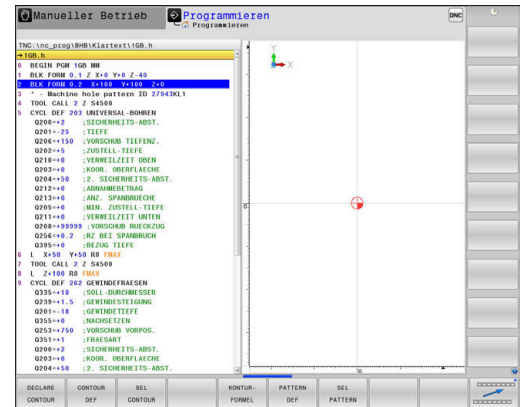 Manueller Betrieb
Programmieren
Programmieren
DNC
TNC:\nc_prog\BHB\Klartext\1GB.h
→1GB.h
0 BEGIN PGM 1GB MM
1 BLK FORM 0.1 Z X+0 Y+0 Z-40
2 BLK FORM 0.2 X+100 Y+100 Z+0
3 * - Machine hole pattern ID 27943KL1
4 TOOL CALL 2 Z S4500
5 CYCL DEF 203 UNIVERSAL-BOHREN
Q200=+2 ;SICHERHEITS-ABST.
Q201=-25 ;TIEFE
Q206=+150 ;VORSCHUB TIEFENZ.
Q202=+5 ;ZUSTELL-TIEFE
Q210=+0 ;VERWEILZEIT OBEN
Q203=+0 ;KOOR. OBERFLAECHE
Q204=+50 ;2. SICHERHEITS-ABST.
Q212=+0 ;ABNAHMEBETRAG
Q213=+0 ;ANZ. SPANBRUECHE
Q205=+0 ;MIN. ZUSTELL-TIEFE
Q211=+0 ;VERWEILZEIT UNTEN
Q208=+99999 ;VORSCHUB RUECKZUG
Q256=+0.2 ;RZ BEI SPANBRUCH
Q395=+0 ;BEZUG TIEFE
6 L X+50 Y+50 R0 FMAX
7 TOOL CALL 2 Z S4500
8 L Z+100 R0 FMAX
9 CYCL DEF 262 GEWINDEFRAESEN
Q335=+10 ;SOLL-DURCHMESSER
Q239=+1.5 ;GEWINDESTEIGUNG
Q201=-18 ;GEWINDETIEFE
Q355=+0 ;NACHSETZEN
Q253=+750 ;VORSCHUB VORPOS.
Q351=+1 ;FRAESART
Q200=+2 ;SICHERHEITS-ABST.
Q203=+0 ;KOOR. OBERFLAECHE
Q204=+50 ;2. SICHERHEITS-ABST.
Y
X
0
0
DECLARE CONTOUR
CONTOUR DEF
SEL CONTOUR
KONTUR-FORMEL
PATTERN DEF
SEL PATTERN